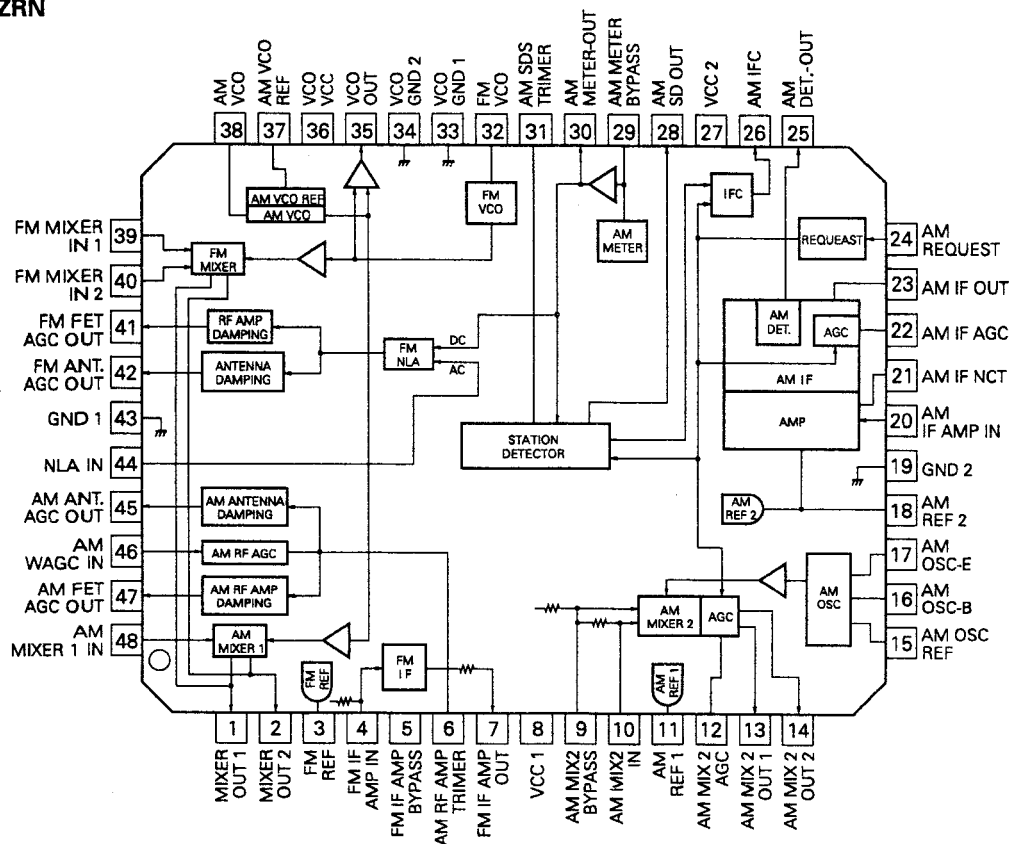 ZRN
AM
VCO
AM VCO
REF
VCO
VCC
VCO
OUT
VCO
GND 2
VCO
GND 1
FM
VCO
AM SDS
TRIMER
AM
METER-OUT
AM METER
BYPASS
AM
SD OUT
VCC 2
AM IFC
AM
DET.-OUT
38
37
36
35
34
33
32
31
30
29
28
27
26
25
AM VCO REF
AM VCO
FM
VCO
AM
METER
IFC
REQUEAST
FM MIXER
IN 1
39
FM
MIXER
24
AM
REQUEST
FM MIXER
IN 2
40
23
AM IF OUT
FM FET
AGC OUT
41
RF AMP
DAMPING
AM
DET.
AGC
22
AM IF AGC
DC
FM
NLA
AC
FM ANT.
AGC OUT
42
ANTENNA
DAMPING
AM IF
21
AM IF NCT
GND 1
43
AMP
20
AM
IF AMP IN
STATION
DETECTOR
NLA IN
44
19
GND 2
AM ANT.
AGC OUT
45
AM ANTENNA
DAMPING
AM
REF 2
18
AM
REF 2
AM
WAGC IN
46
AM RF AGC
17
AM
OSC-E
AM FET
AGC OUT
47
AM RF AMP
DAMPING
AM
OSC
16
AM
OSC-B
AM
MIXER 2
AGC
AM
MIXER 1 IN
48
AM
MIXER 1
15
AM OSC
REF
FM
REF
FM
IF
AM
REF 1
1
2
3
4
5
6
7
8
9
10
11
12
13
14
MIXER
OUT 1
MIXER
OUT 2
FM
REF
FM IF
AMP IN
FM IF AMP
BYPASS
AM RF AMP
TRIMER
FM IF AMP
OUT
VCC 1
AM MIX2
BYPASS
AM MIX2
IN
AM
REF 1
AM MIX 2
AGC
AM MIX 2
OUT 1
AM MIX 2
OUT 2